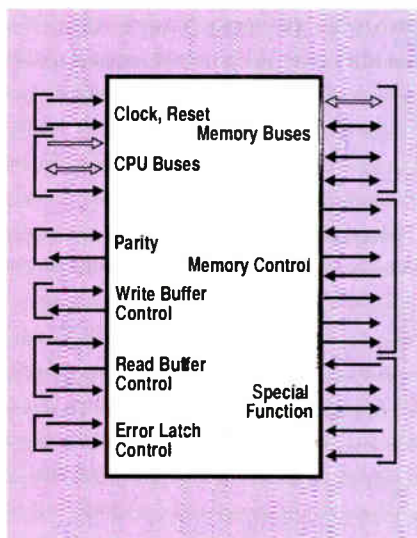 Clock, Reset
Memory Buses
CPU Buses
Parity
Memory Control
Write Buffer
Control
Read Buffer
Control
Special
Function
Error Latch
Control